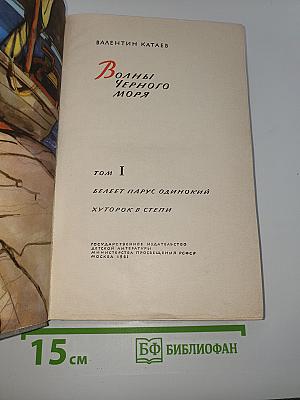 ВАЛЕНТИН КАТАЕВ
ВОЛНЫ
ЧЕРНОГО
МОРЯ
ТОМ I
БЕЛЕЕТ ПАРУС ОДИНОКИЙ
ХУТОРОК В СТЕПИ
ГОСУДАРСТВЕННОЕ ИЗДАТЕЛЬСТВО
ДЕТСКОЙ ЛИТЕРАТУРЫ
МИНИСТЕРСТВА ПРОСВЕЩЕНИЯ РСФСР
МОСКВА 1961
15 см
БФ БИБЛИОФАН